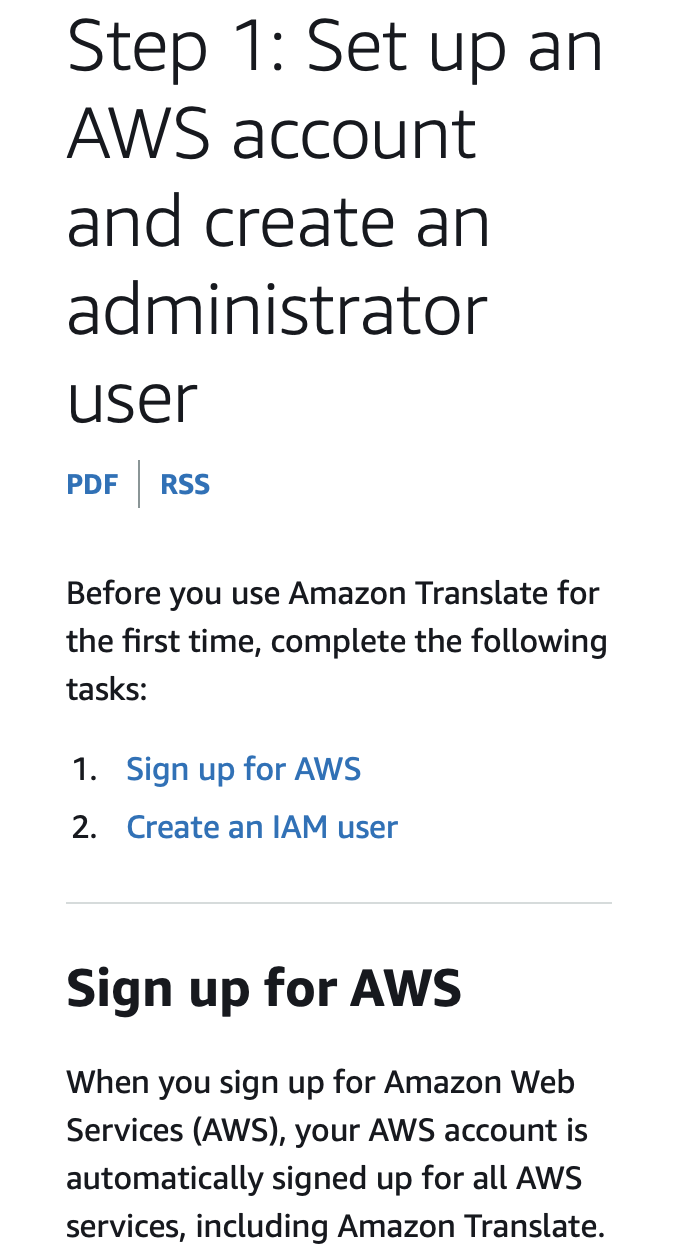 Step 1: Set up an
AWS account
and create an
administrator
user
PDF
RSS
Before you use Amazon Translate for
the first time, complete the following
tasks:
1. Sign up for AWS
2. Create an IAM user
Sign up for AWS
When you sign up for Amazon Web
Services (AWS), your AWS account is
automatically signed up for all AWS
services, including Amazon Translate.